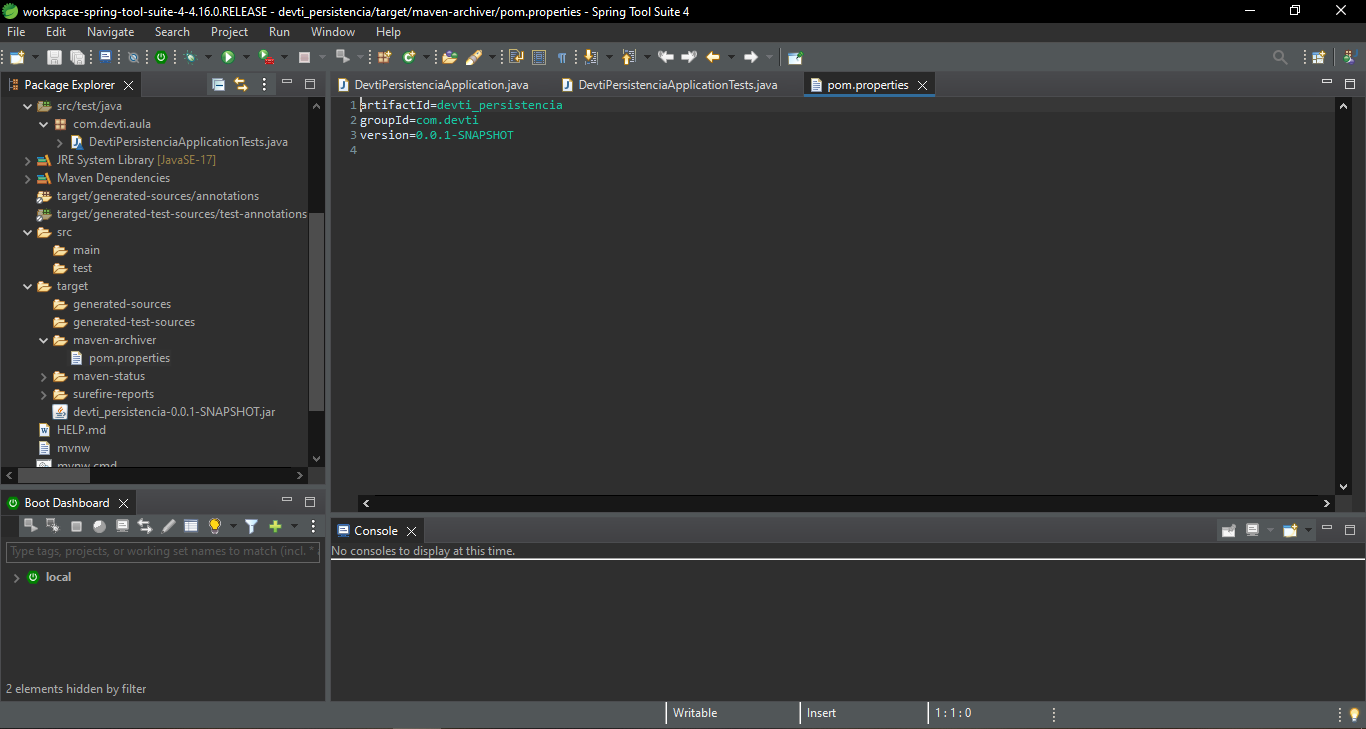 workspace-spring-tool-suite-4-4.16.0.RELEASE - devti_persistencia/target/maven-archiver/pom.properties - Spring Tool Suite 4
File Edit Navigate Search Project Run Window Help
Package Explorer
src/test/java
com.devti.aula
DevtiPersistenciaApplicationTests.java
JRE System Library [JavaSE-17]
Maven Dependencies
target/generated-sources/annotations
target/generated-test-sources/test-annotations
src
main
test
target
generated-sources
generated-test-sources
maven-archiver
pom.properties
maven-status
surefire-reports
devti_persistencia-0.0.1-SNAPSHOT.jar
HELP.md
mvnw
mvnw.cmd
DevtiPersistenciaApplication.java DevtiPersistenciaApplicationTests.java pom.properties
1 artifactId=devti_persistencia
2 groupId=com.devti
3 version=0.0.1-SNAPSHOT
4
Boot Dashboard
Type tags, projects, or working set names to match (incl. *
local
2 elements hidden by filter
Console
No consoles to display at this time.
Writable Insert 1 : 1 : 0